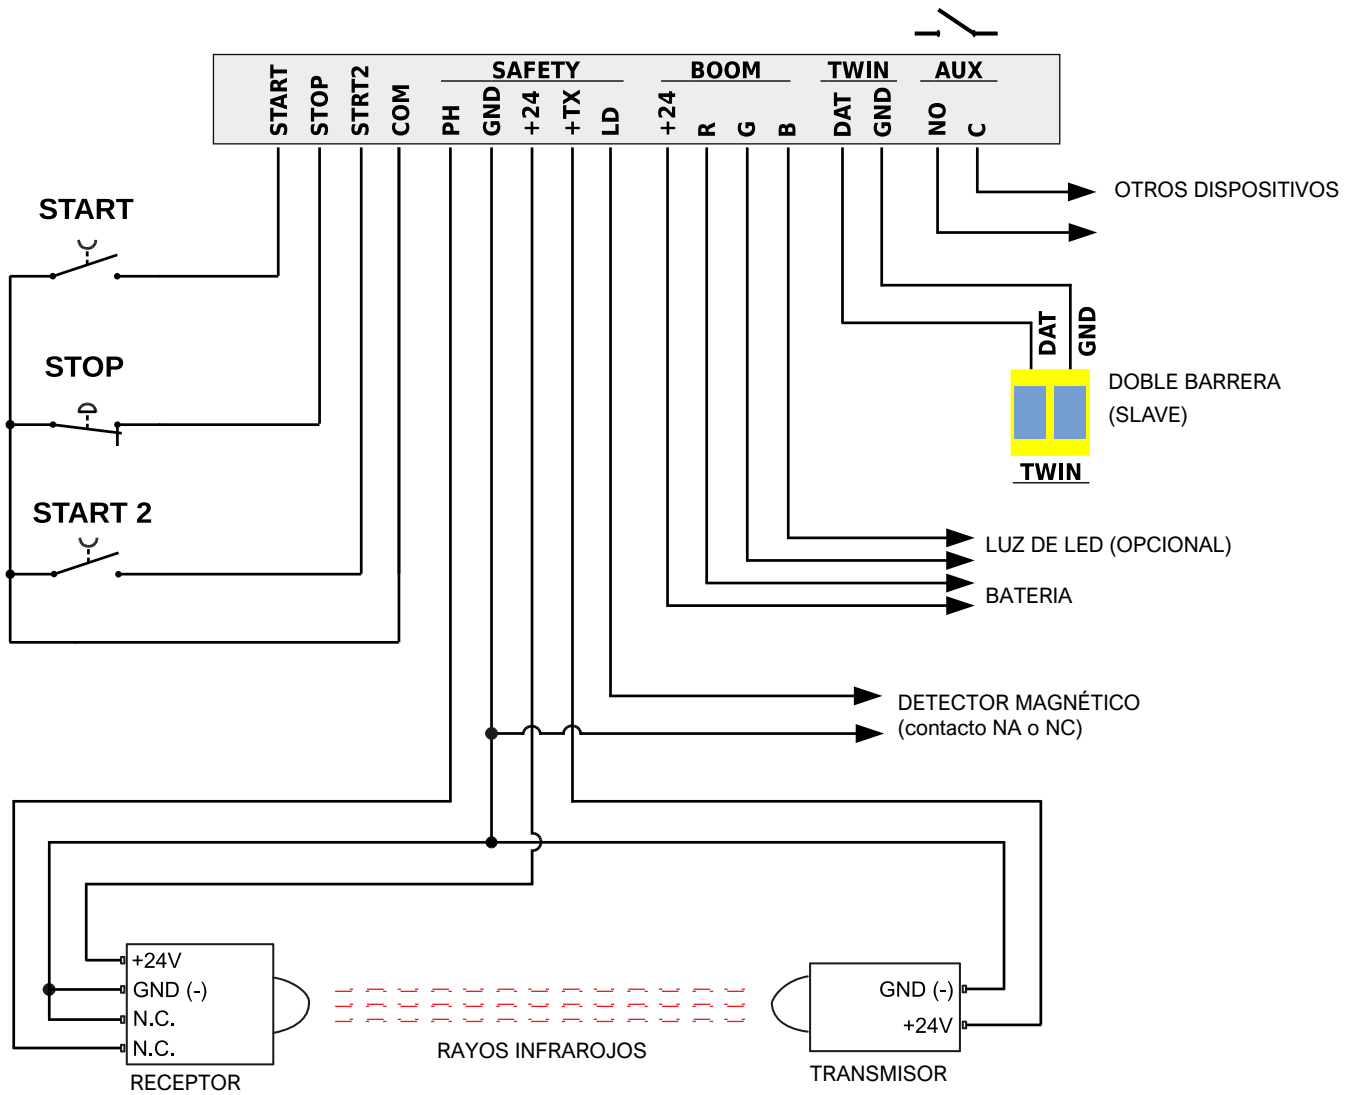 SAFETY BOOM TWIN AUX
START STOP STRT2 COM PH GND +24 +TX LD +24 R G B DAT GND NO C
OTROS DISPOSITIVOS
START
DAT GND
STOP
DOBLE BARRERA
(SLAVE)
TWIN
START 2
LUZ DE LED (OPCIONAL)
BATERIA
DETECTOR MAGNÉTICO
(contacto NA o NC)
+24V
GND (-)
N.C.
N.C.
RECEPTOR
RAYOS INFRAROJOS
GND (-)
+24V
TRANSMISOR